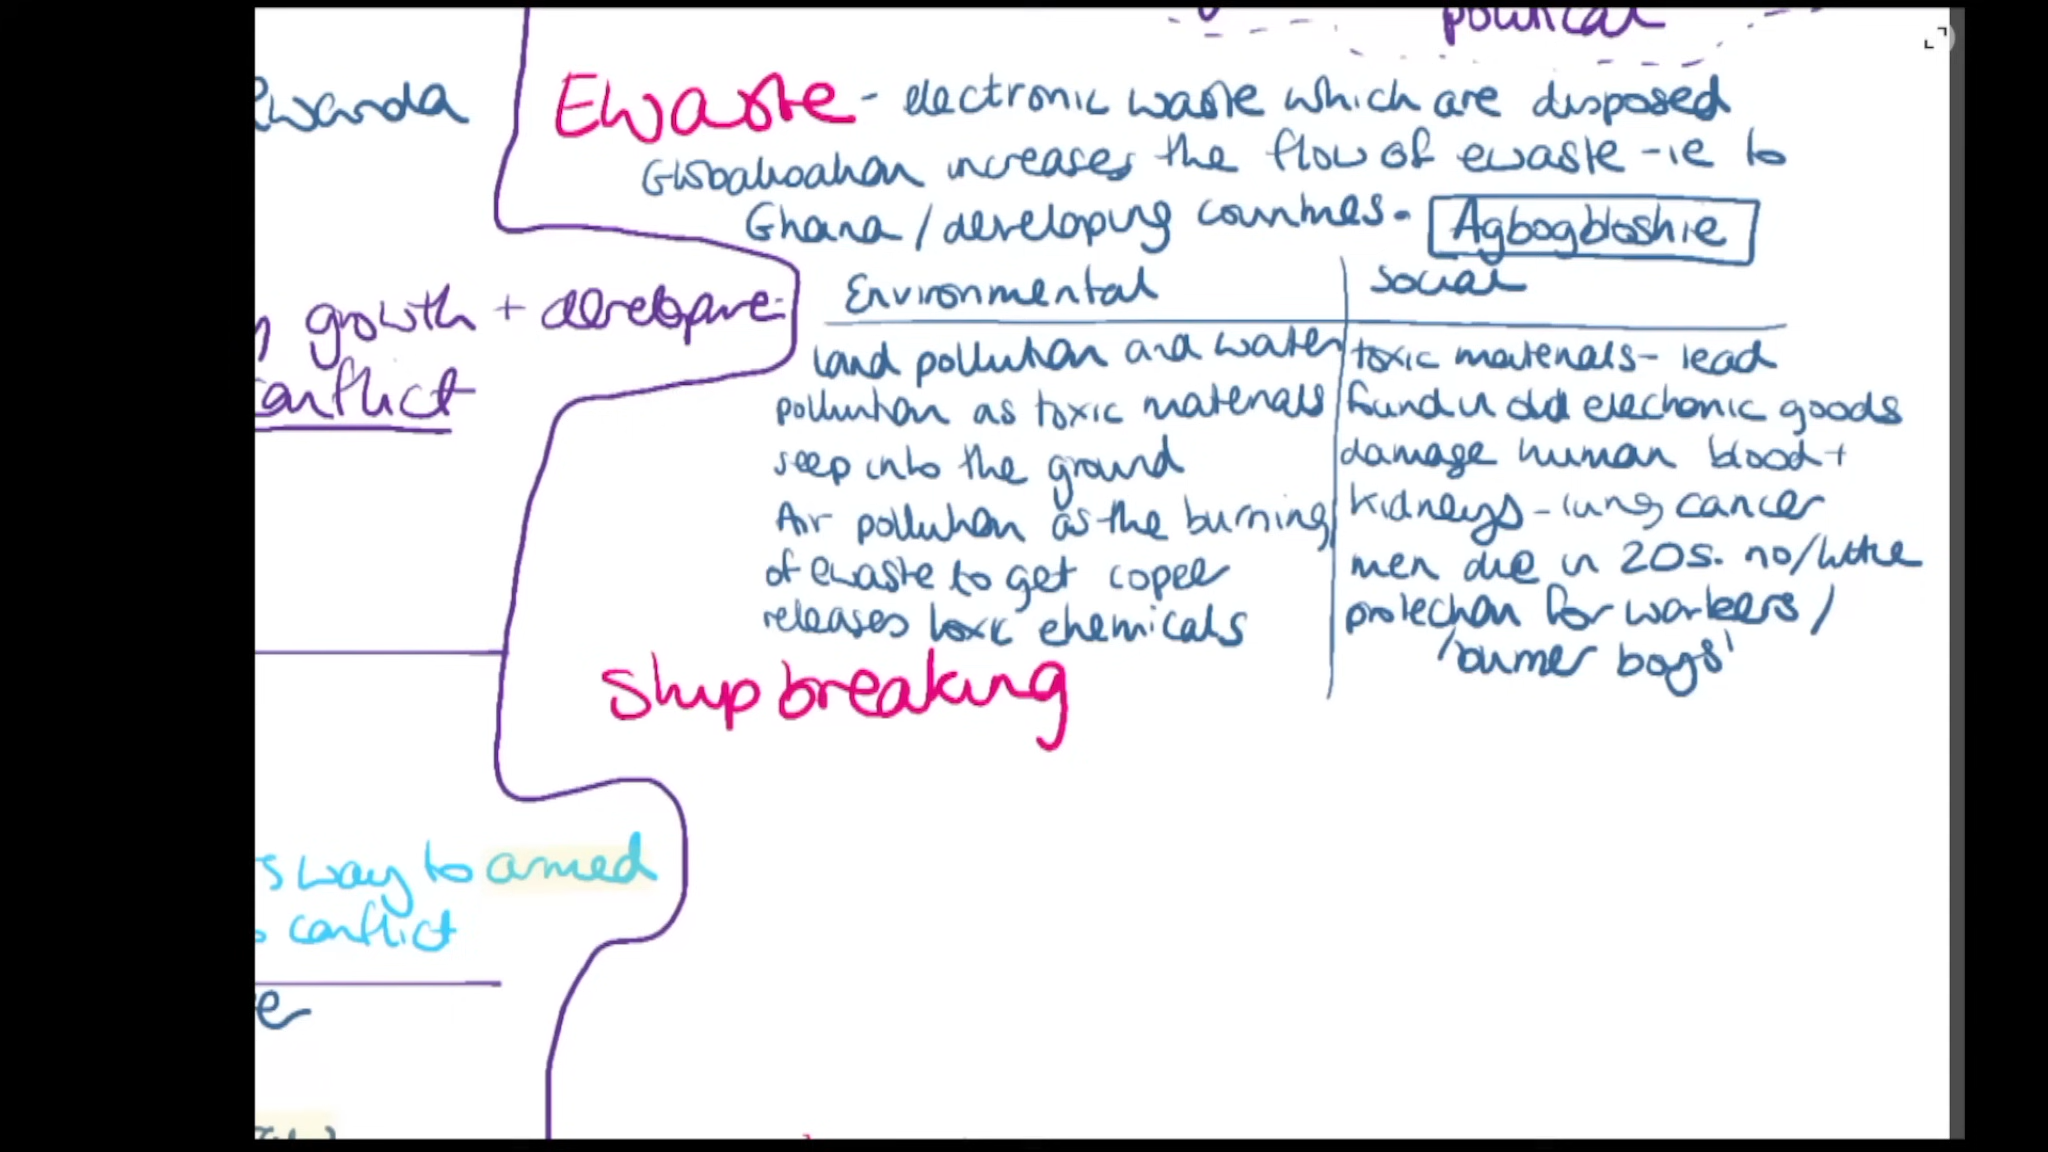 political
Rwanda
Ewaste - electronic waste which are disposed
Globalisation increases the flow of ewaste - ie to
Ghana / developing countries. Agbogbloshie
growth + develope-
conflict
Environmental
Social
land pollution and water
pollution as toxic materials
seep into the ground
Air pollution as the burning
of ewaste to get copper
releases toxic chemicals
toxic materials - lead
found in old electronic goods
damage human blood +
kidneys - lung cancer
men die in 20s. no/little
protection for workers /
'burner boys'
Ship breaking
s way to armed
conflict